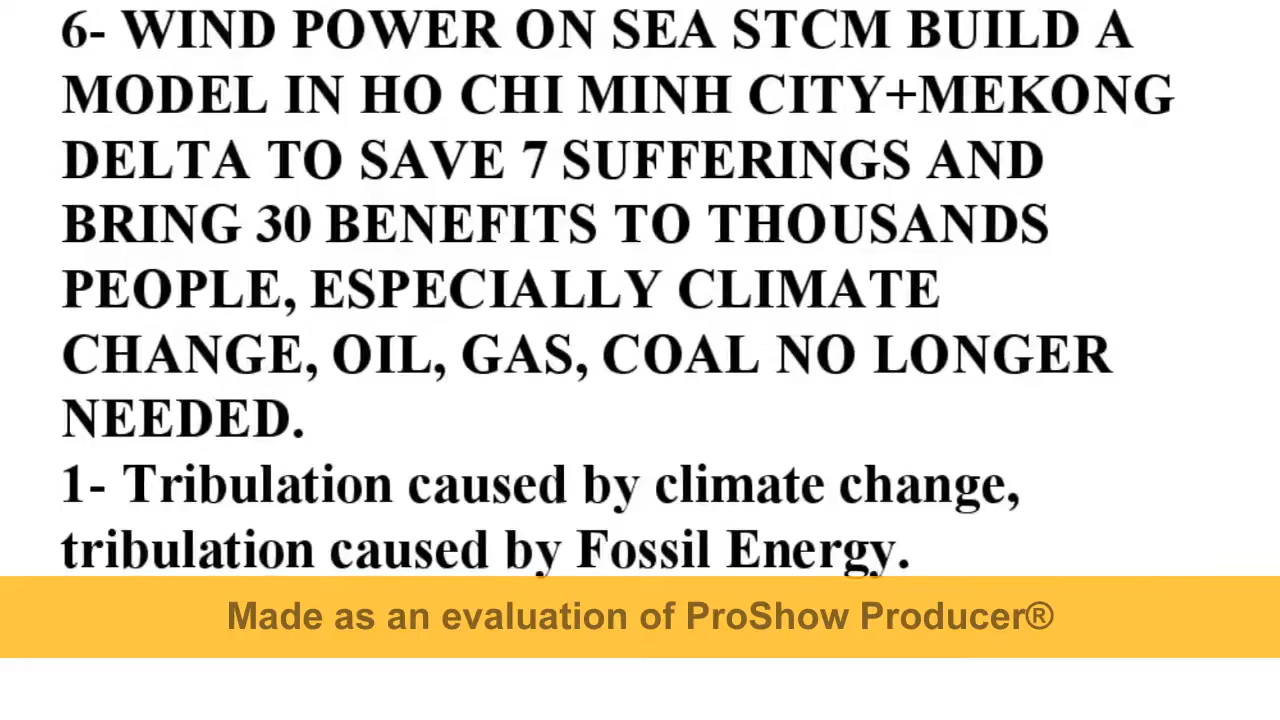 6- WIND POWER ON SEA STCM BUILD A
MODEL IN HO CHI MINH CITY+MEKONG
DELTA TO SAVE 7 SUFFERINGS AND
BRING 30 BENEFITS TO THOUSANDS
PEOPLE, ESPECIALLY CLIMATE
CHANGE, OIL, GAS, COAL NO LONGER
NEEDED.
1- Tribulation caused by climate change,
tribulation caused by Fossil Energy.
Made as an evaluation of ProShow Producer®